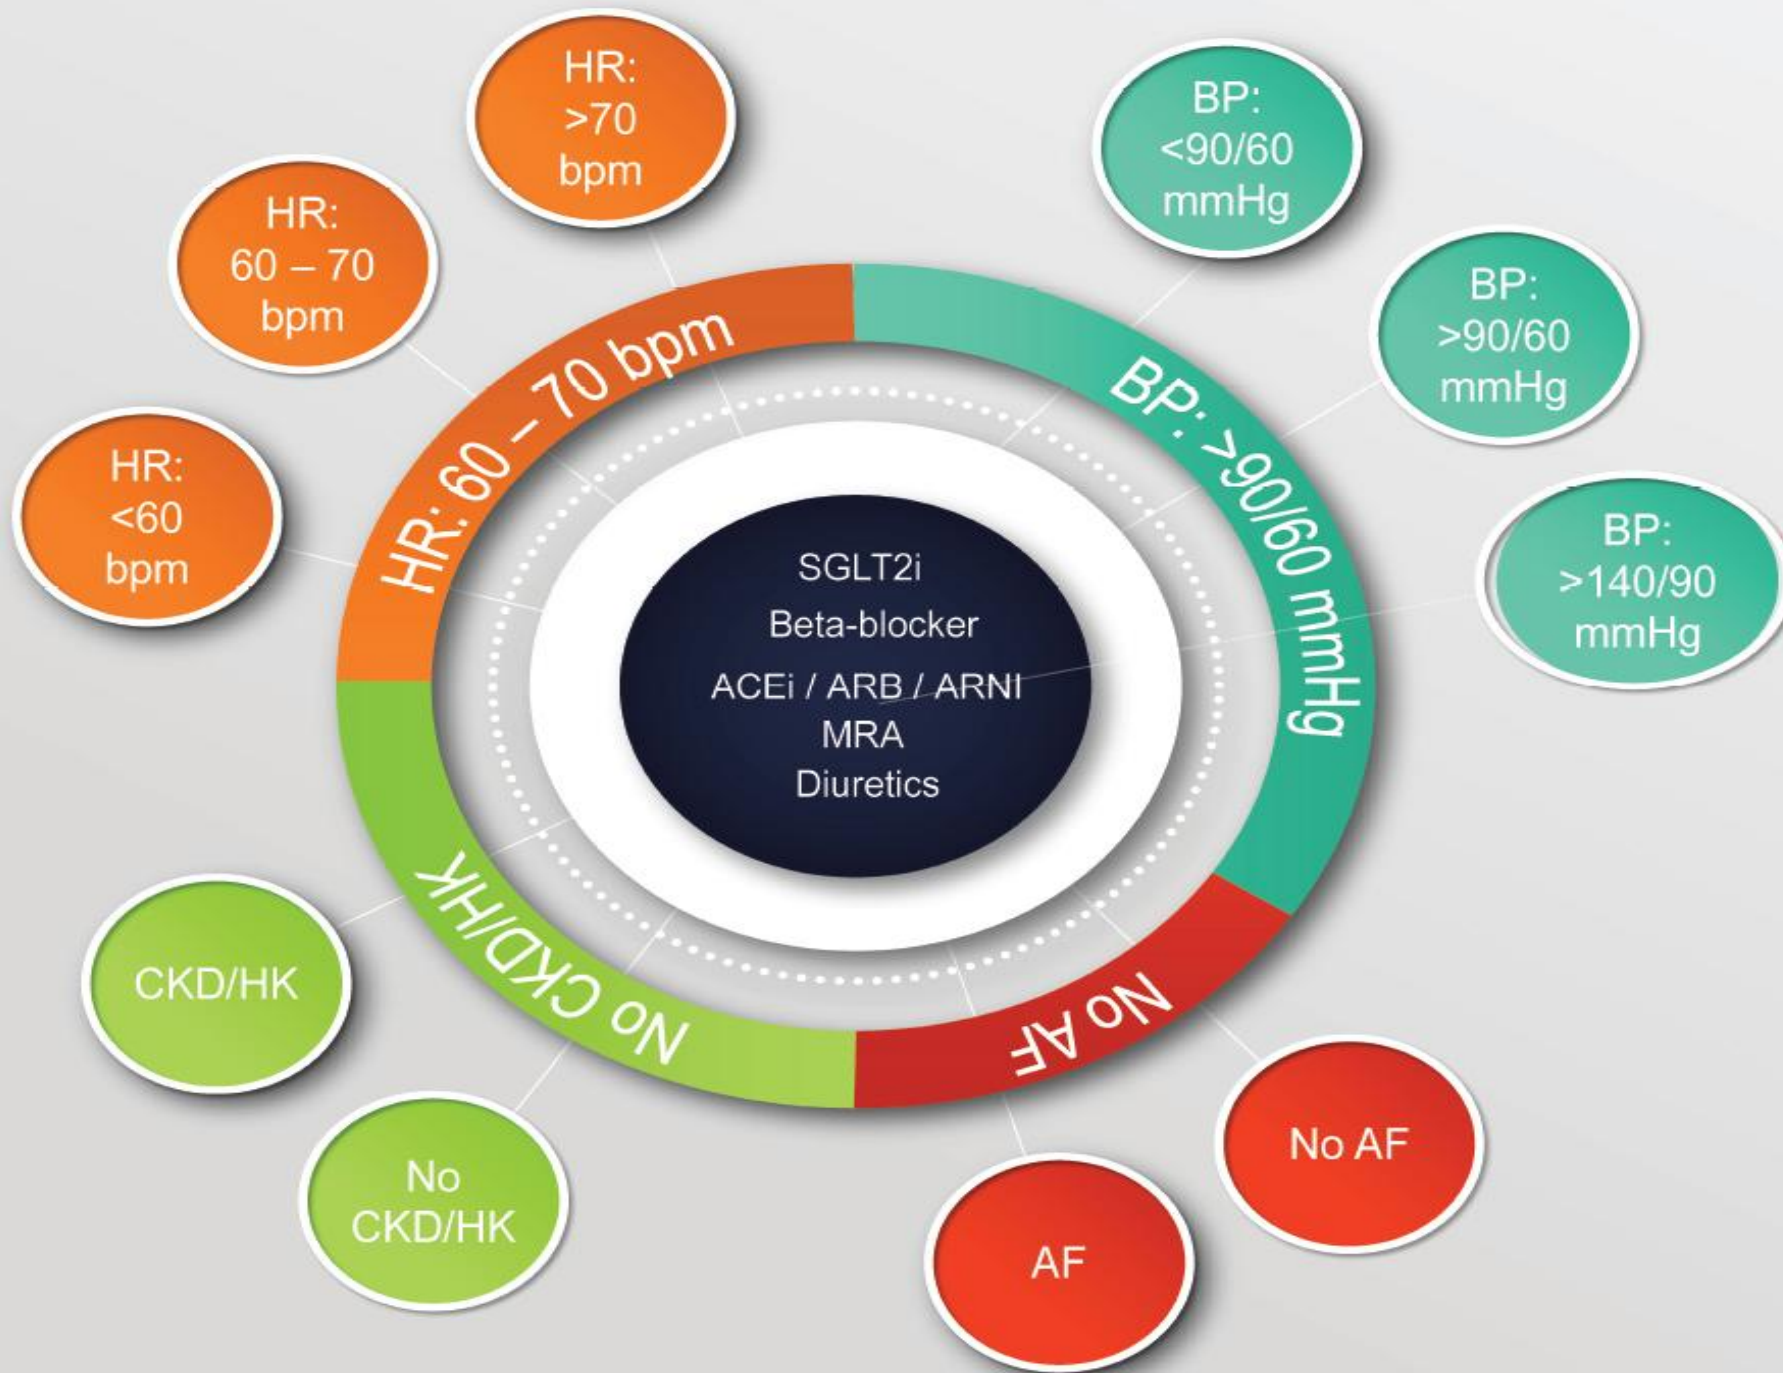 HR:
>70
bpm
BP:
<90/60
mmHg
HR:
60 – 70
bpm
BP:
>90/60
mmHg
HR:
<60
bpm
BP:
>140/90
mmHg
HR: 60 – 70 bpm
BP: >90/60 mmHg
SGLT2i
Beta-blocker
ACEi / ARB / ARNI
MRA
Diuretics
No CKD/HK
No AF
CKD/HK
No
CKD/HK
No AF
AF